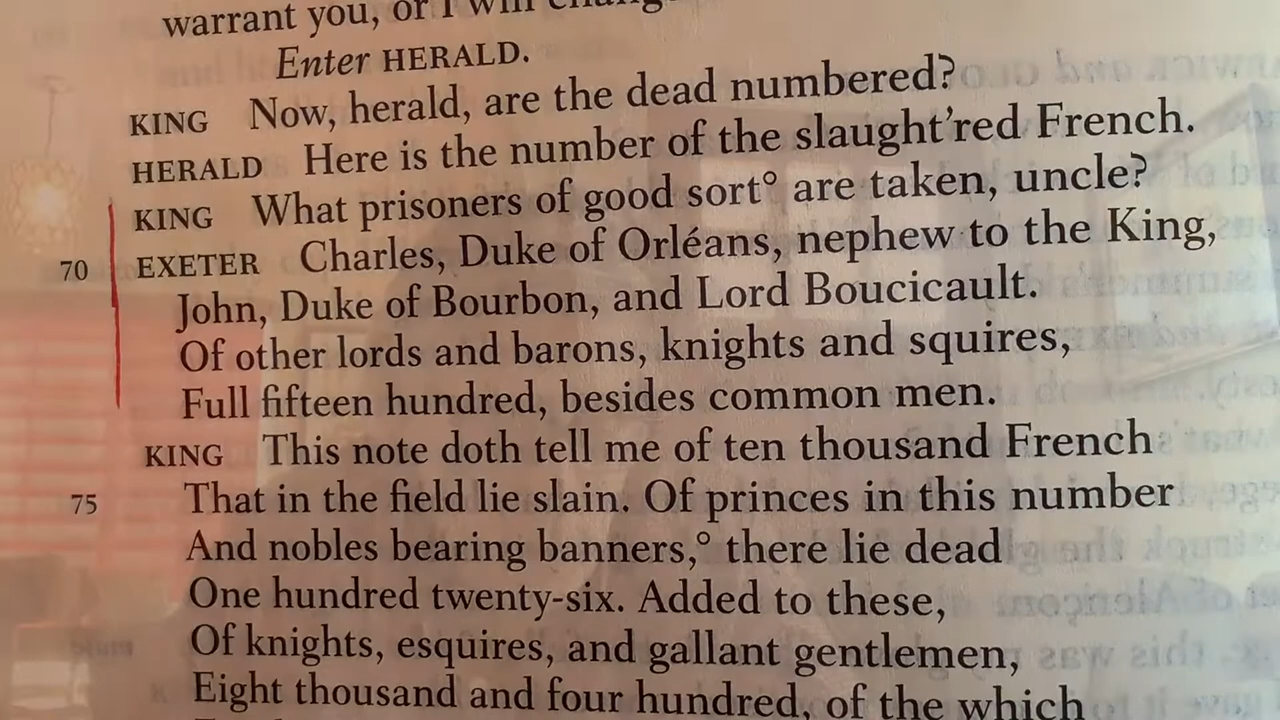 warrant you, or I will
Enter HERALD.
KING Now, herald, are the dead numbered?
HERALD Here is the number of the slaught'red French.
KING What prisoners of good sort° are taken, uncle?
70 EXETER Charles, Duke of Orléans, nephew to the King,
John, Duke of Bourbon, and Lord Boucicault.
Of other lords and barons, knights and squires,
Full fifteen hundred, besides common men.
KING This note doth tell me of ten thousand French
75 That in the field lie slain. Of princes in this number
And nobles bearing banners,° there lie dead
One hundred twenty-six. Added to these,
Of knights, esquires, and gallant gentlemen,
Eight thousand and four hundred, of the which